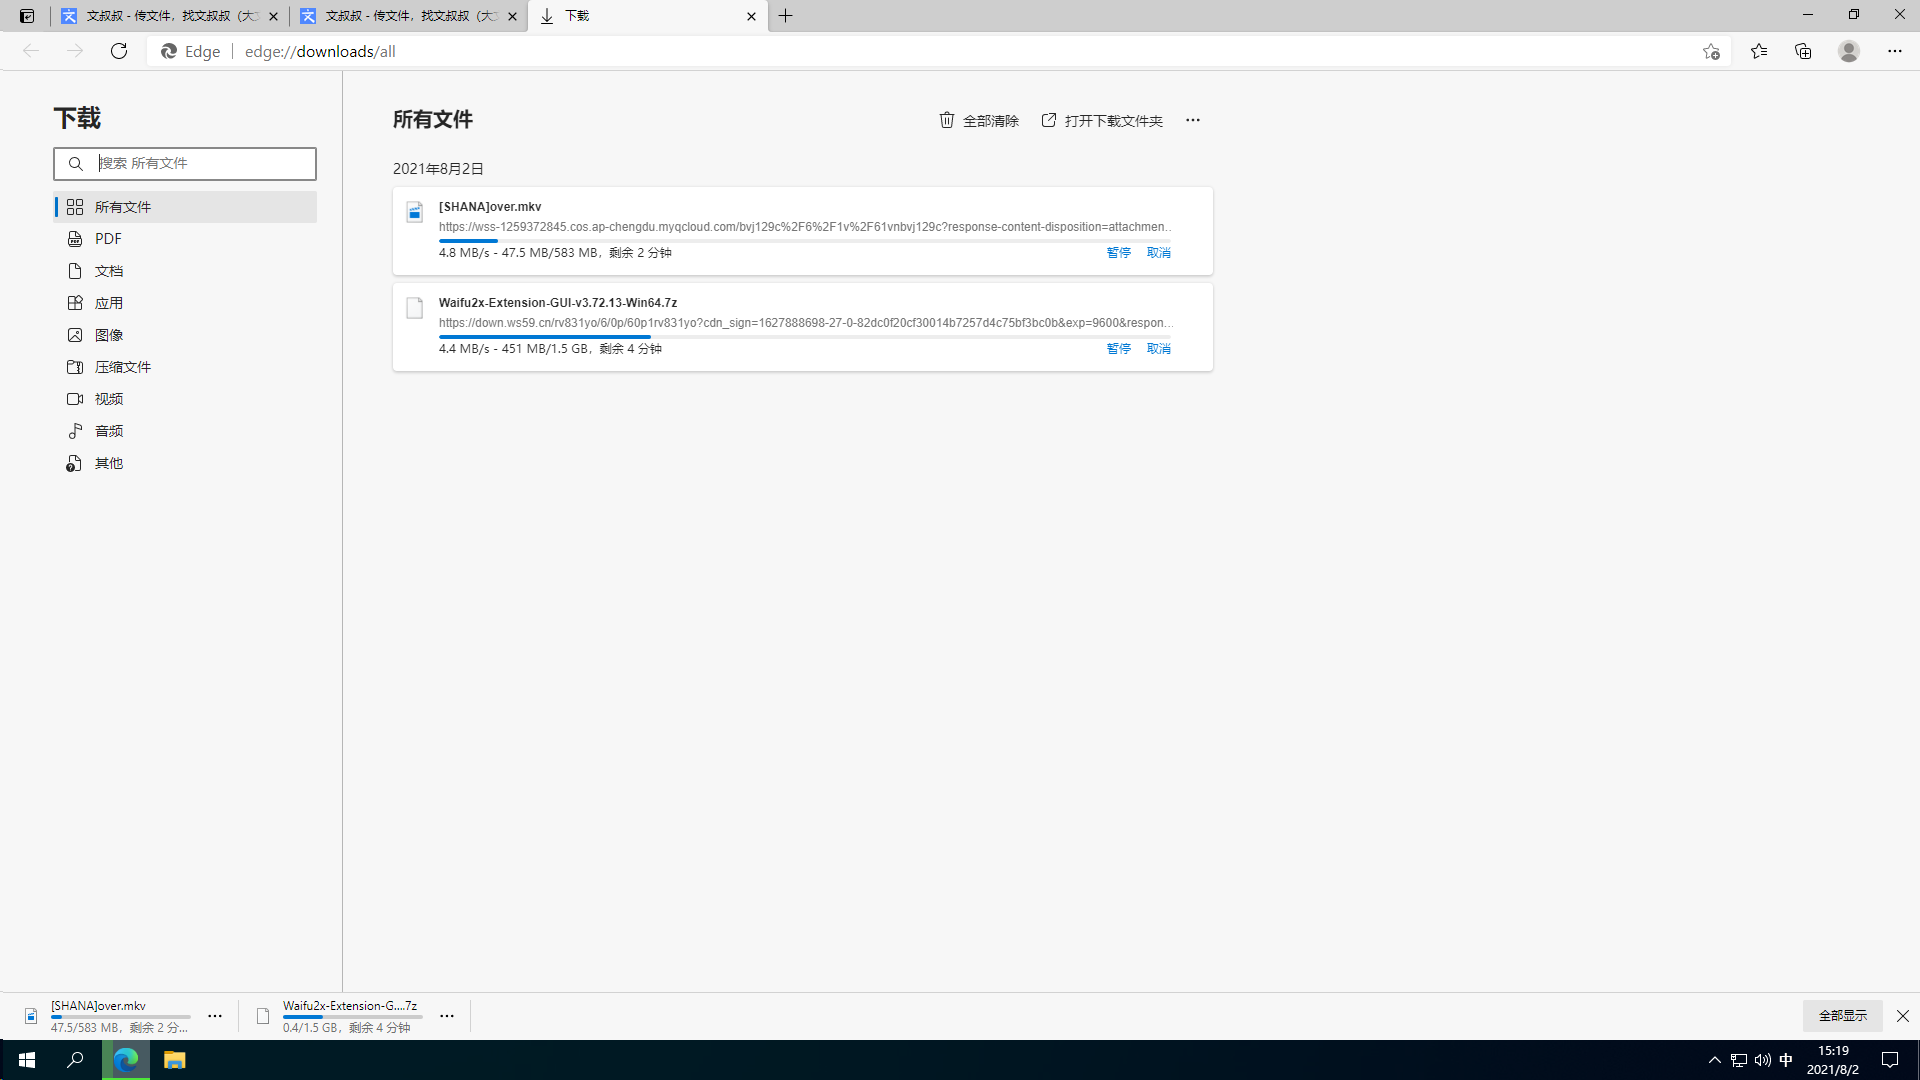 文叔叔 - 传文件，找文叔叔（大文
文叔叔 - 传文件，找文叔叔（大文
下载
Edge
edge://downloads/all
下载
搜索 所有文件
所有文件
PDF
文档
应用
图像
压缩文件
视频
音频
其他
所有文件
全部清除
打开下载文件夹
2021年8月2日
[SHANA]over.mkv
https://wss-1259372845.cos.ap-chengdu.myqcloud.com/bvj129c%2F6%2F1v%2F61vnbvj129c?response-content-disposition=attachmen…
4.8 MB/s - 47.5 MB/583 MB，剩余 2 分钟
暂停 取消
Waifu2x-Extension-GUI-v3.72.13-Win64.7z
https://down.ws59.cn/rv831yo/6/0p/60p1rv831yo?cdn_sign=1627888698-27-0-82dc0f20cf30014b7257d4c75bf3bc0b&exp=9600&respon…
4.4 MB/s - 451 MB/1.5 GB，剩余 4 分钟
暂停 取消
[SHANA]over.mkv
47.5/583 MB，剩余 2 分...
Waifu2x-Extension-G....7z
0.4/1.5 GB，剩余 4 分钟
全部显示
中
15:19
2021/8/2